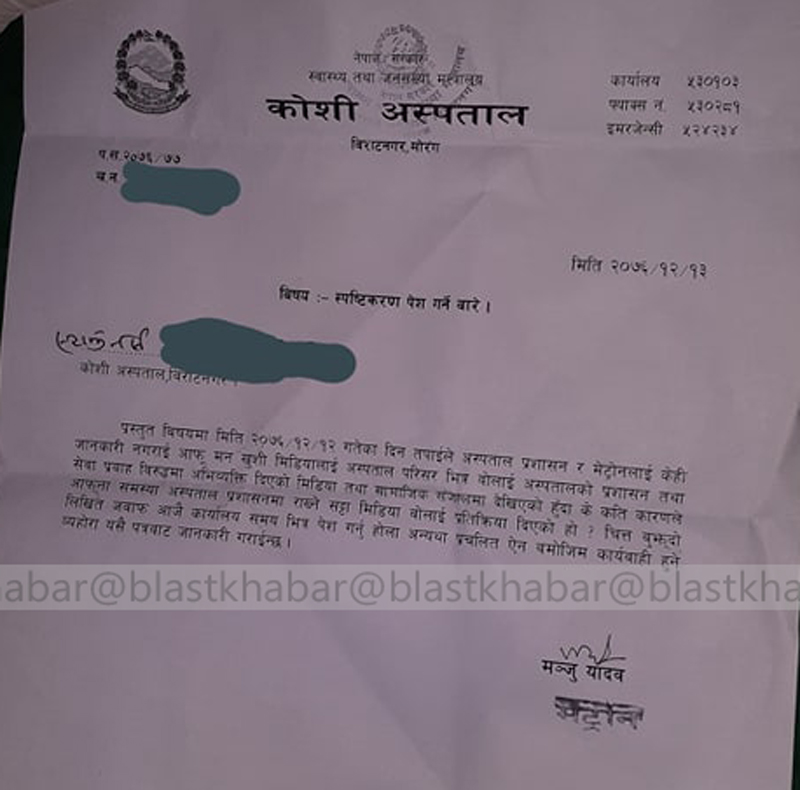 नेपाल सरकार
स्वास्थ्य तथा जनसंख्या मन्त्रालय
कोशी अस्पताल
विराटनगर,मोरंग
कार्यालय ५३०१०३
फ्याक्स न. ५३०२८१
इमरजेन्सी ५२४२३४
प.स.२०७६/७७
च.न.
मिति २०७६/१२/१३
बिषय :- स्पष्टिकरण पेश गर्ने बारे ।
स्टाफ नर्स
कोशी अस्पताल,विराटनगर
प्रस्तुत बिषयमा मिति २०७६/१२/१२ गतेका दिन तपाईले अस्पताल प्रशासन र मेट्रोनलाई केही
जानकारी नगराई आफु मन खुशी मिडियालाई अस्पताल परिसर भित्र बोलाई अस्पतालको प्रशासन तथा
सेवा प्रवाह विरुद्धमा अभिव्यक्ति दिएको मिडिया तथा सामाजिक संजालमा देखिएको हुँदा के कति कारणले
आफ्ना समस्या अस्पताल प्रशासनमा राख्ने सट्टा मिडिया बोलाई प्रतिक्रिया दिएको हो ? चित्त बुझ्दो
लिखित जवाफ आजै कार्यालय समय भित्र पेश गर्नु होला अन्यथा प्रचलित ऐन बमोजिम कार्यवाही हुने
व्यहोरा यसै पत्रबाट जानकारी गराईन्छ ।
habar@blastkhabar@blastkhabar@blastkha
मञ्जु यादव
मेट्रोन